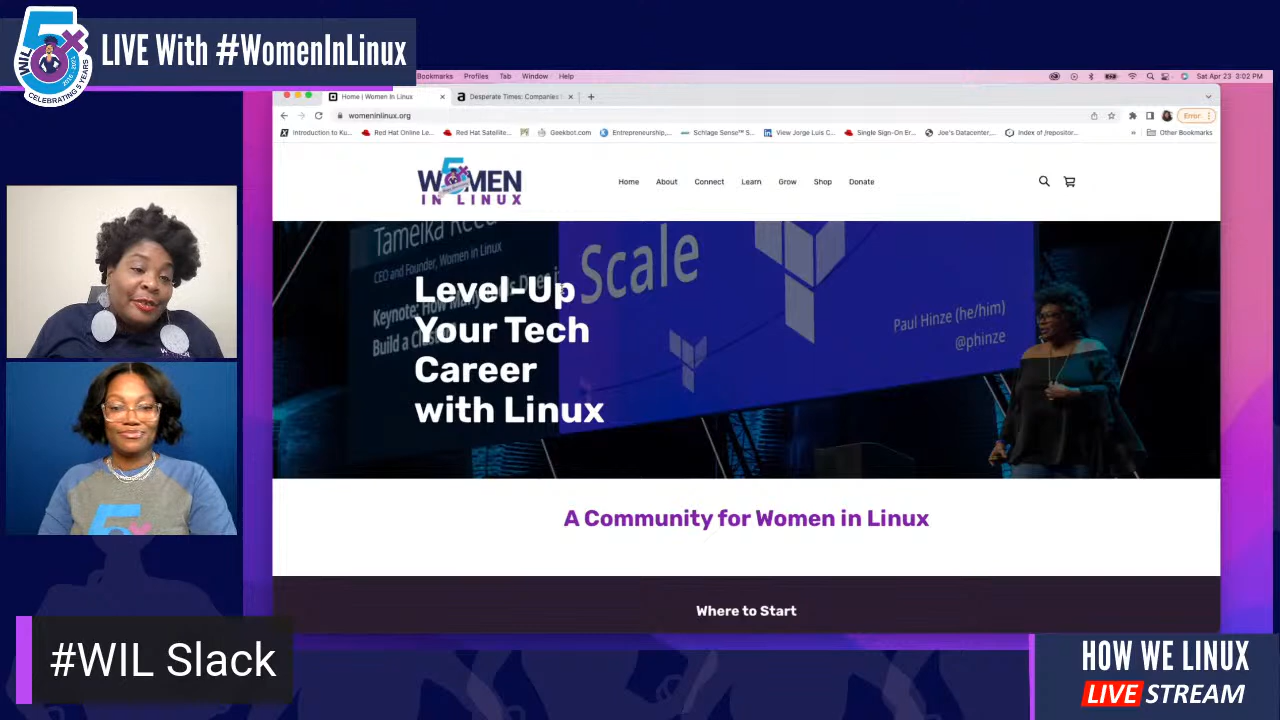 LIVE With #WomenInLinux
WIL
CELEBRATING 5 YEARS
Bookmarks Profiles Tab Window Help
Sat Apr 23 3:02 PM
Home | Women In Linux
Desperate Times: Companies
womeninlinux.org
Error
Introduction to Ku...
Red Hat Online Le...
Red Hat Satellite...
Geekbot.com
Entrepreneurship,...
Schlage Sense™ S...
View Jorge Luis C...
Single Sign-On Er...
Joe's Datacenter,...
Index of /repositor...
Other Bookmarks
WOMEN
IN LINUX
Home About Connect Learn Grow Shop Donate
Tameika Reed
CEO and Founder, Women in Linux
Keynote: How
Build a
Scale
Paul Hinze (he/him)
@phinze
Level-Up
Your Tech
Career
with Linux
A Community for Women in Linux
Where to Start
#WIL Slack
HOW WE LINUX
LIVE STREAM